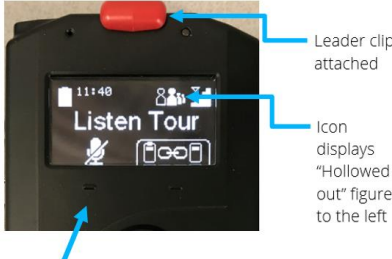 Leader clip
attached
11:40
Listen Tour
Icon
displays
“Hollowed
out” figure
to the left